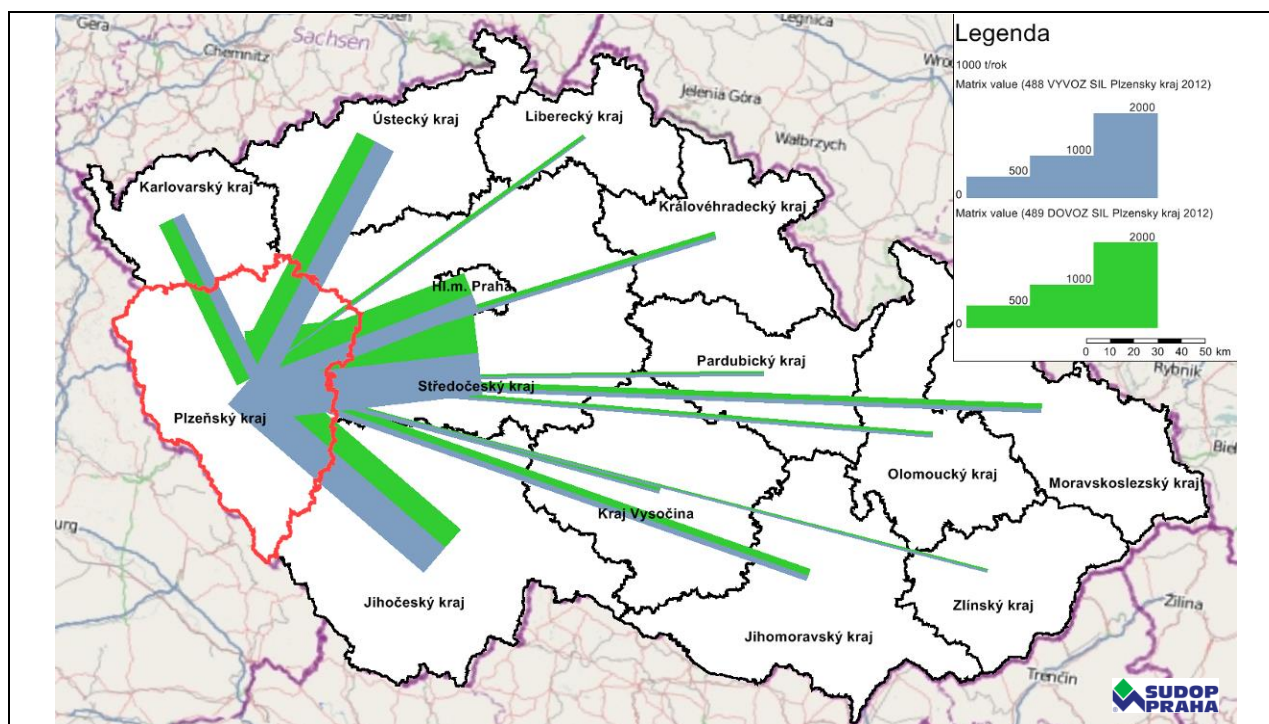 Gera
Chemnitz
Dresden
Sachsen
Legnica
Jelenia Góra
Wałbrzych
Legenda
1000 t/rok
Matrix value (488 VYVOZ SIL Plzensky kraj 2012)
2000
1000
500
0
Matrix value (489 DOVOZ SIL Plzensky kraj 2012)
2000
1000
500
0
0 10 20 30 40 50 km
Ústecký kraj
Liberecký kraj
Karlovarský kraj
Královéhradecký kraj
Hl.m. Praha
Pardubický kraj
Středočeský kraj
Plzeňský kraj
Rybnik
Olomoucký kraj
Moravskoslezský kraj
Kraj Vysočina
Jihočeský kraj
Zlínský kraj
Jihomoravský kraj
Žilina
Trenčín
SUDOP
PRAHA